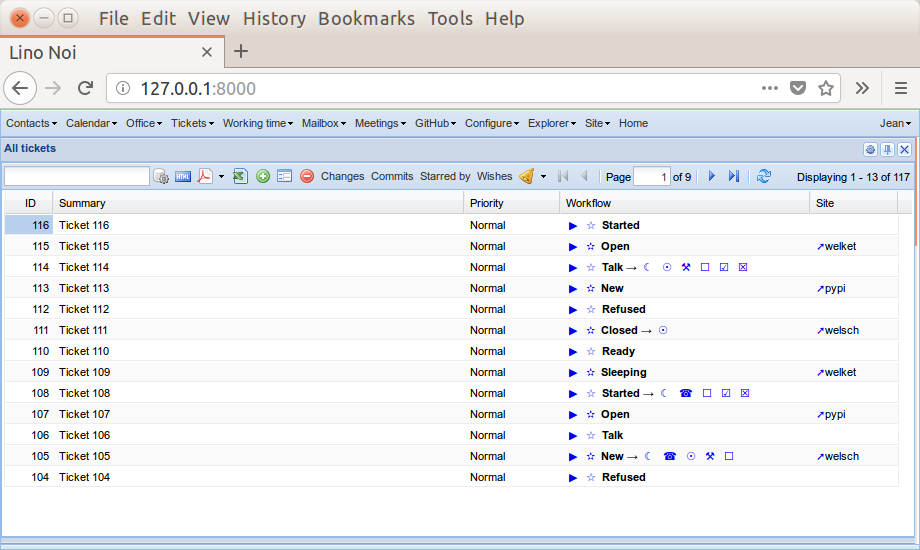 File Edit View History Bookmarks Tools Help
Lino Noi
127.0.0.1:8000
Contacts Calendar Office Tickets Working time Mailbox Meetings GitHub Configure Explorer Site Home Jean
All tickets
HTML Changes Commits Starred by Wishes Page 1 of 9 Displaying 1 - 13 of 117
ID Summary Priority Workflow Site
116 Ticket 116 Normal ▶ ☆ Started
115 Ticket 115 Normal ▶ ✫ Open ↗welket
114 Ticket 114 Normal ▶ ☆ Talk → ☾ ☉ ⚒ ☐ ☑ ☒
113 Ticket 113 Normal ▶ ✫ New ↗pypi
112 Ticket 112 Normal ▶ ☆ Refused
111 Ticket 111 Normal ▶ ✫ Closed → ☉ ↗welsch
110 Ticket 110 Normal ▶ ☆ Ready
109 Ticket 109 Normal ▶ ✫ Sleeping ↗welket
108 Ticket 108 Normal ▶ ☆ Started → ☾ ☎ ☐ ☑ ☒
107 Ticket 107 Normal ▶ ✫ Open ↗pypi
106 Ticket 106 Normal ▶ ☆ Talk
105 Ticket 105 Normal ▶ ✫ New → ☾ ☎ ☉ ⚒ ☐ ↗welsch
104 Ticket 104 Normal ▶ ☆ Refused